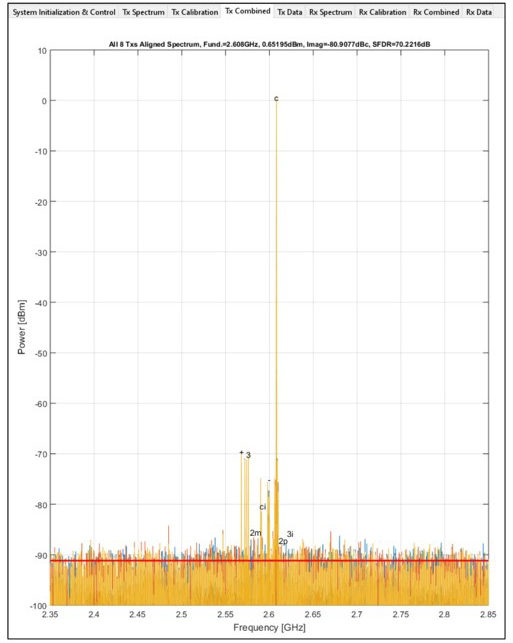 System Initialization & Control Tx Spectrum Tx Calibration Tx Combined Tx Data Rx Spectrum Rx Calibration Rx Combined Rx Data
All 8 Txs Aligned Spectrum, Fund.=2.608GHz, 0.65195dBm, Imag=-80.9077dBc, SFDR=70.2216dB
10
c
0
-10
-20
-30
-40
-50
-60
+ 3
-70
-
-80
ci
2m 3i
2p
-90
-100
Power [dBm]
2.35 2.4 2.45 2.5 2.55 2.6 2.65 2.7 2.75 2.8 2.85
Frequency [GHz]